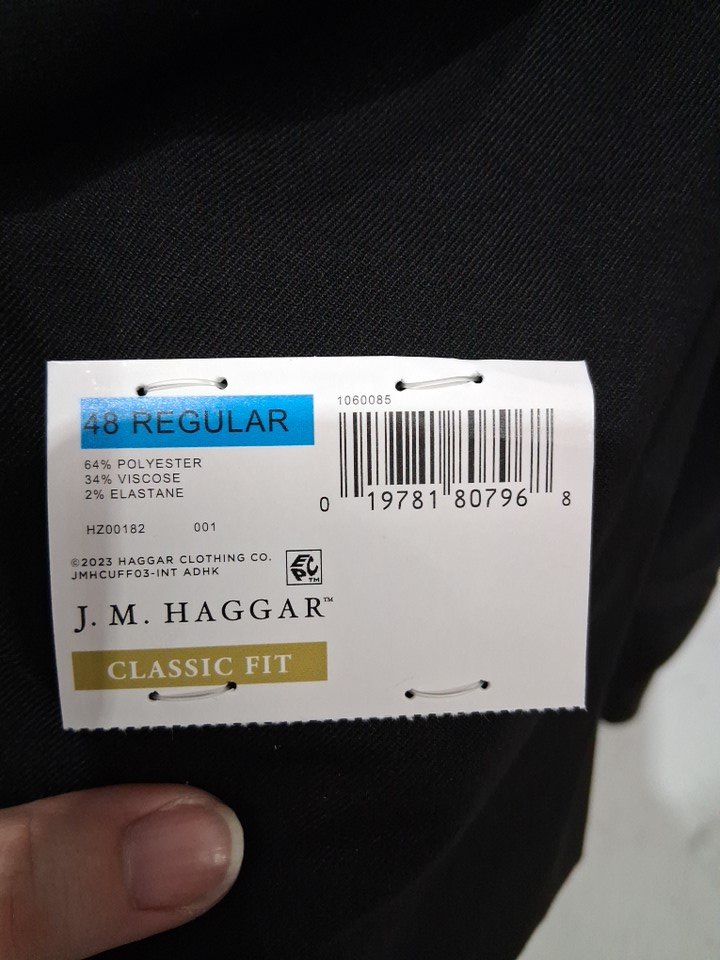 48 REGULAR
64% POLYESTER
34% VISCOSE
2% ELASTANE
HZ00182 001
©2023 HAGGAR CLOTHING CO.
JMHCUFF03-INT ADHK
EPC™
J. M. HAGGAR™
CLASSIC FIT
1060085
0 19781 80796 8